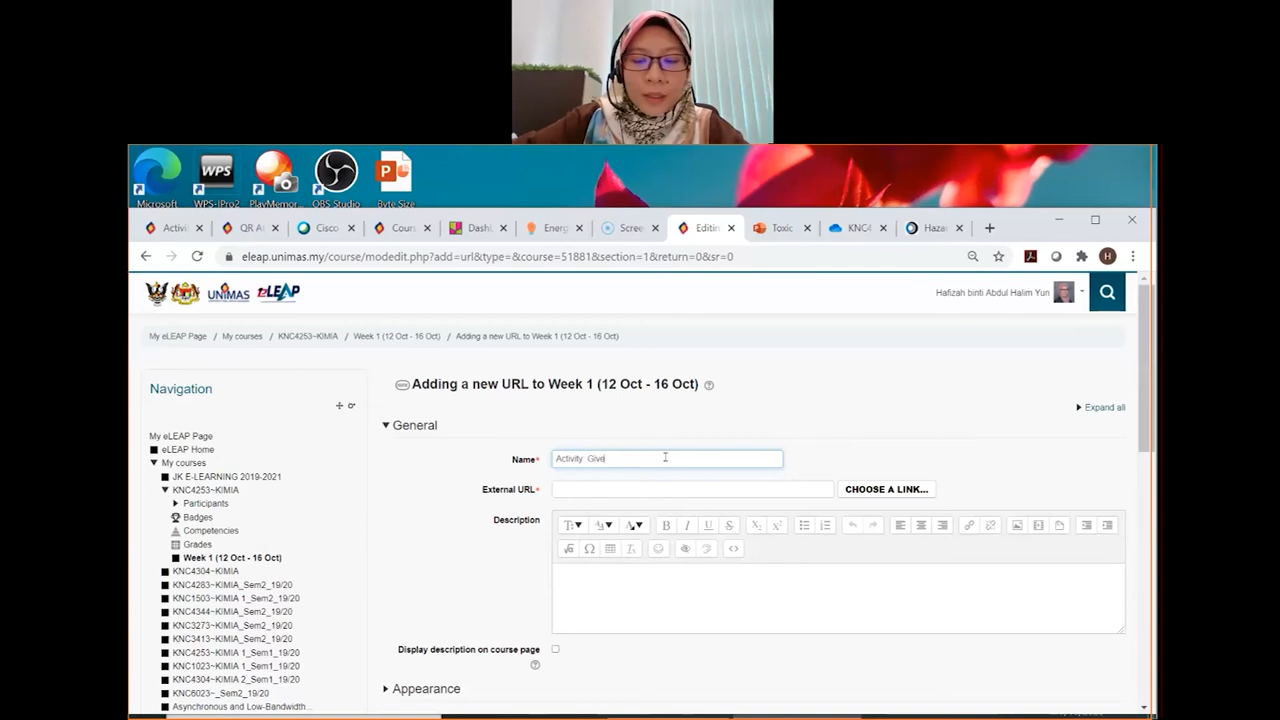 WPS
Microsoft
WPS-IPro2
PlayMemor...
OBS Studio
Byte Size
Activi
QR A
Cisco
Cours
Dashl
Energ
Scree
Editin
Toxic
KNC4
Hazar
eleap.unimas.my/course/modedit.php?add=url&type=&course=51881&section=1&return=0&sr=0
H
UNIMAS
eLEAP
Hafizah binti Abdul Halim Yun
My eLEAP Page / My courses / KNC4253~KIMIA / Week 1 (12 Oct - 16 Oct) / Adding a new URL to Week 1 (12 Oct - 16 Oct)
Navigation
My eLEAP Page
eLEAP Home
My courses
JK E-LEARNING 2019-2021
KNC4253~KIMIA
Participants
Badges
Competencies
Grades
Week 1 (12 Oct - 16 Oct)
KNC4304~KIMIA
KNC4283~KIMIA_Sem2_19/20
KNC1503~KIMIA 1_Sem2_19/20
KNC4344~KIMIA_Sem2_19/20
KNC3273~KIMIA_Sem2_19/20
KNC3413~KIMIA_Sem2_19/20
KNC4253~KIMIA 1_Sem1_19/20
KNC1023~KIMIA 1_Sem1_19/20
KNC4304~KIMIA 2_Sem1_19/20
KNC6023~_Sem2_19/20
Asynchronous and Low-Bandwidth...
Adding a new URL to Week 1 (12 Oct - 16 Oct)
Expand all
General
Name*
Activity Give
External URL*
CHOOSE A LINK...
Description
Display description on course page
Appearance